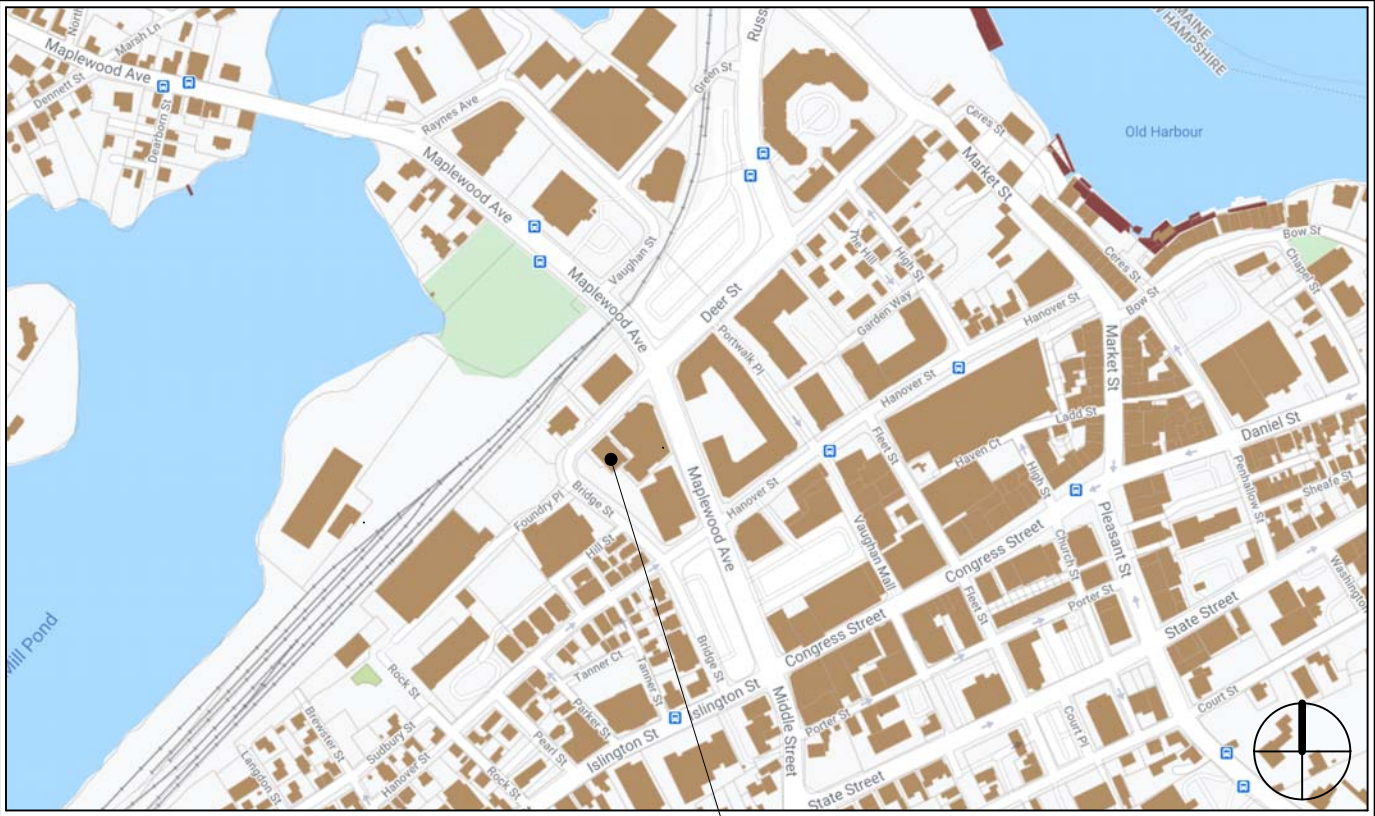 North
Marsh Ln
Maplewood Ave
Dennett St
Dearborn St
Raynes Ave
Maplewood Ave
Green St
Russ
MAINE
HAMPSHIRE
Old Harbour
Ceres St
Market St
Vaughan St
Maplewood Ave
Deer St
The Hill
High St
Garden Way
Portwalk Pl
Hanover St
Ceres St
Bow St
Bow St
Chapel St
Market St
Hanover St
Ladd St
Haven Ct
Fleet St
High St
Daniel St
Penhallow St
Sheafe St
Hanover St
Maplewood Ave
Vaughan Mall
Bridge St
Foundry Pl
Hill St
Congress Street
Church St
Pleasant St
Porter St
Fleet St
State Street
Washington
Mill Pond
Congress Street
Bridge St
Tanner Ct
Tanner St
Rock St
Parker St
Pearl St
Islington St
Islington St
Middle Street
Porter St
Court Pl
Court St
Brewster St
Sudbury St
Langdon St
Hanover St
Rock St
State Street